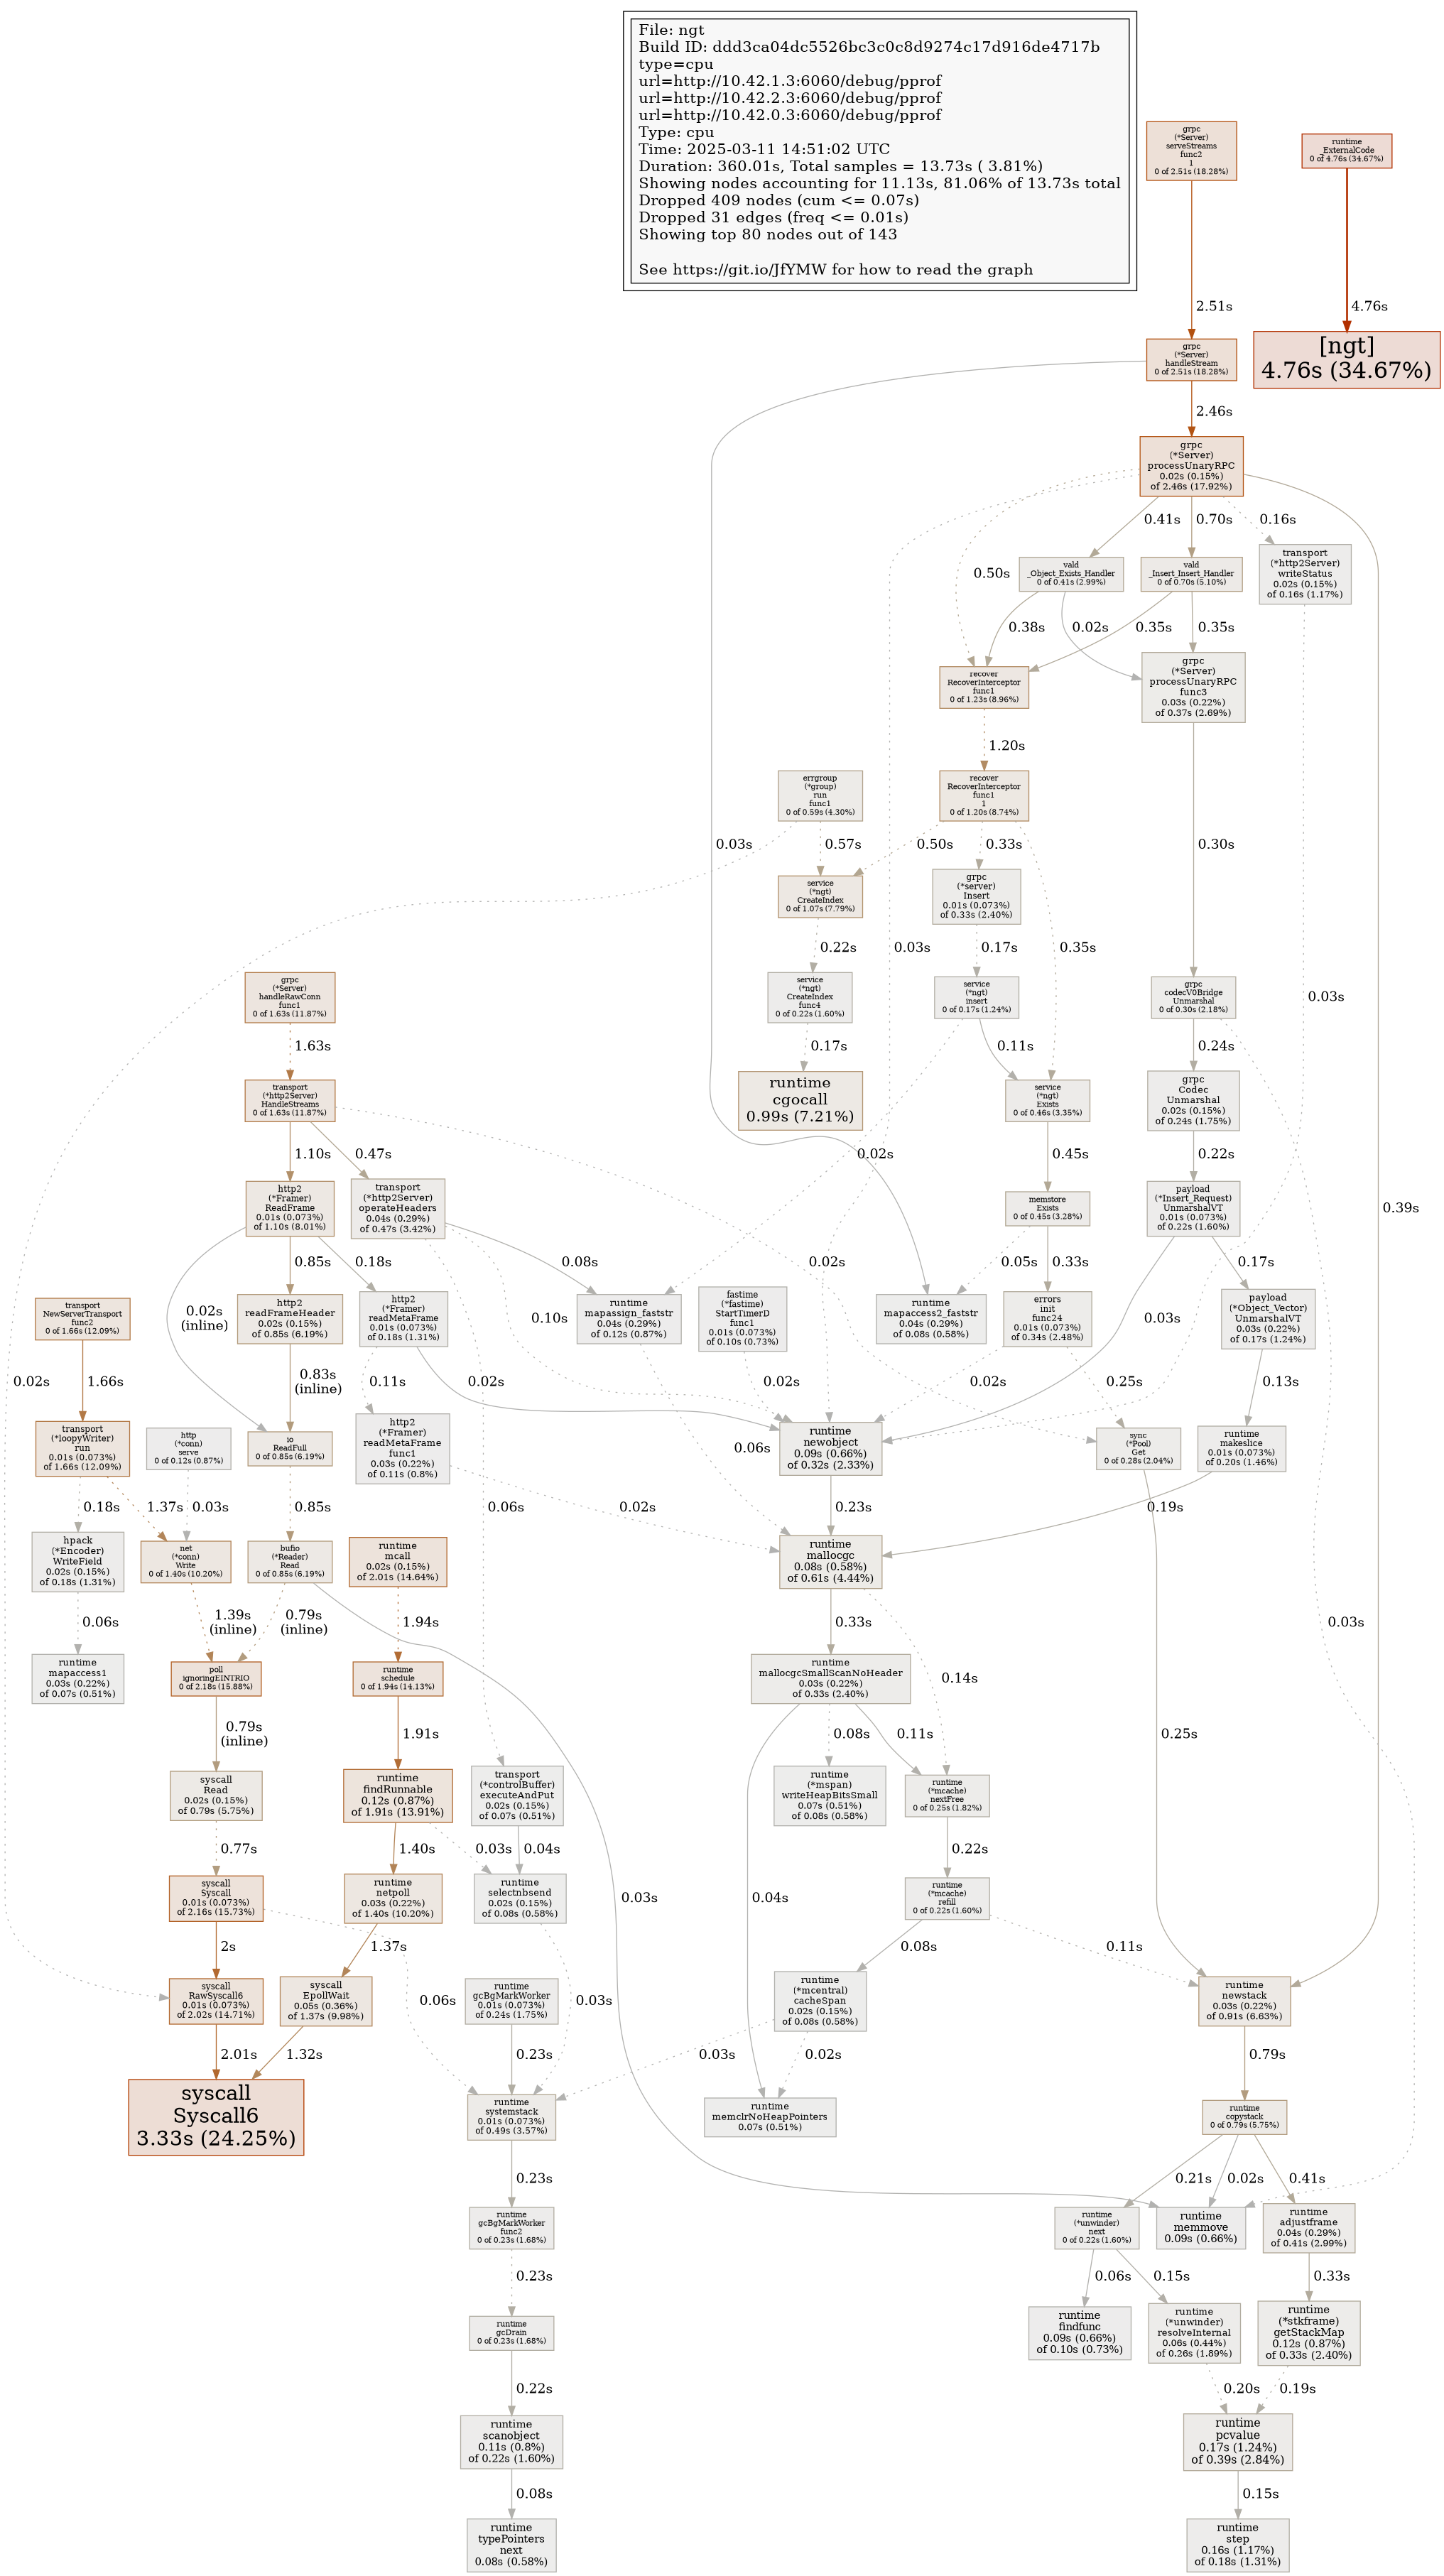 File: ngt
Build ID: ddd3ca04dc5526bc3c0c8d9274c17d916de4717b
type=cpu
url=http://10.42.1.3:6060/debug/pprof
url=http://10.42.2.3:6060/debug/pprof
url=http://10.42.0.3:6060/debug/pprof
Type: cpu
Time: 2025-03-11 14:51:02 UTC
Duration: 360.01s, Total samples = 13.73s ( 3.81%)
Showing nodes accounting for 11.13s, 81.06% of 13.73s total
Dropped 409 nodes (cum <= 0.07s)
Dropped 31 edges (freq <= 0.01s)
Showing top 80 nodes out of 143
See https://git.io/JfYMW for how to read the graph
grpc
(*Server)
serveStreams
func2
1
0 of 2.51s (18.28%)
runtime
_ExternalCode
0 of 4.76s (34.67%)
2.51s
4.76s
grpc
(*Server)
handleStream
0 of 2.51s (18.28%)
[ngt]
4.76s (34.67%)
2.46s
grpc
(*Server)
processUnaryRPC
0.02s (0.15%)
of 2.46s (17.92%)
0.41s
0.70s
0.16s
0.50s
vald
_Object_Exists_Handler
0 of 0.41s (2.99%)
vald
_Insert_Insert_Handler
0 of 0.70s (5.10%)
transport
(*http2Server)
writeStatus
0.02s (0.15%)
of 0.16s (1.17%)
0.38s
0.02s
0.35s
0.35s
recover
RecoverInterceptor
func1
0 of 1.23s (8.96%)
grpc
(*Server)
processUnaryRPC
func3
0.03s (0.22%)
of 0.37s (2.69%)
1.20s
errgroup
(*group)
run
func1
0 of 0.59s (4.30%)
recover
RecoverInterceptor
func1
1
0 of 1.20s (8.74%)
0.03s
0.57s
0.50s
0.33s
0.30s
service
(*ngt)
CreateIndex
0 of 1.07s (7.79%)
grpc
(*server)
Insert
0.01s (0.073%)
of 0.33s (2.40%)
0.22s
0.03s
0.17s
0.35s
grpc
(*Server)
handleRawConn
func1
0 of 1.63s (11.87%)
service
(*ngt)
CreateIndex
func4
0 of 0.22s (1.60%)
service
(*ngt)
insert
0 of 0.17s (1.24%)
grpc
codecV0Bridge
Unmarshal
0 of 0.30s (2.18%)
0.03s
1.63s
0.17s
0.11s
0.24s
transport
(*http2Server)
HandleStreams
0 of 1.63s (11.87%)
runtime
cgocall
0.99s (7.21%)
service
(*ngt)
Exists
0 of 0.46s (3.35%)
grpc
Codec
Unmarshal
0.02s (0.15%)
of 0.24s (1.75%)
1.10s
0.47s
0.02s
0.45s
0.22s
http2
(*Framer)
ReadFrame
0.01s (0.073%)
of 1.10s (8.01%)
transport
(*http2Server)
operateHeaders
0.04s (0.29%)
of 0.47s (3.42%)
memstore
Exists
0 of 0.45s (3.28%)
payload
(*Insert_Request)
UnmarshalVT
0.01s (0.073%)
of 0.22s (1.60%)
0.39s
0.85s
0.18s
0.08s
0.02s
0.05s
0.33s
0.17s
transport
NewServerTransport
func2
0 of 1.66s (12.09%)
0.02s
(inline)
http2
readFrameHeader
0.02s (0.15%)
of 0.85s (6.19%)
http2
(*Framer)
readMetaFrame
0.01s (0.073%)
of 0.18s (1.31%)
0.10s
runtime
mapassign_faststr
0.04s (0.29%)
of 0.12s (0.87%)
fastime
(*fastime)
StartTimerD
func1
0.01s (0.073%)
of 0.10s (0.73%)
runtime
mapaccess2_faststr
0.04s (0.29%)
of 0.08s (0.58%)
errors
init
func24
0.01s (0.073%)
of 0.34s (2.48%)
0.03s
payload
(*Object_Vector)
UnmarshalVT
0.03s (0.22%)
of 0.17s (1.24%)
0.02s
1.66s
0.83s
(inline)
0.11s
0.02s
0.02s
0.02s
0.25s
0.13s
transport
(*loopyWriter)
run
0.01s (0.073%)
of 1.66s (12.09%)
http
(*conn)
serve
0 of 0.12s (0.87%)
io
ReadFull
0 of 0.85s (6.19%)
http2
(*Framer)
readMetaFrame
func1
0.03s (0.22%)
of 0.11s (0.8%)
0.06s
runtime
newobject
0.09s (0.66%)
of 0.32s (2.33%)
sync
(*Pool)
Get
0 of 0.28s (2.04%)
runtime
makeslice
0.01s (0.073%)
of 0.20s (1.46%)
0.18s
1.37s
0.03s
0.85s
0.06s
0.02s
0.23s
0.19s
hpack
(*Encoder)
WriteField
0.02s (0.15%)
of 0.18s (1.31%)
net
(*conn)
Write
0 of 1.40s (10.20%)
bufio
(*Reader)
Read
0 of 0.85s (6.19%)
runtime
mcall
0.02s (0.15%)
of 2.01s (14.64%)
runtime
mallocgc
0.08s (0.58%)
of 0.61s (4.44%)
0.06s
1.39s
(inline)
0.79s
(inline)
1.94s
0.33s
0.03s
runtime
mapaccess1
0.03s (0.22%)
of 0.07s (0.51%)
poll
ignoringEINTRIO
0 of 2.18s (15.88%)
runtime
schedule
0 of 1.94s (14.13%)
runtime
mallocgcSmallScanNoHeader
0.03s (0.22%)
of 0.33s (2.40%)
0.14s
0.79s
(inline)
1.91s
0.08s
0.11s
0.25s
syscall
Read
0.02s (0.15%)
of 0.79s (5.75%)
runtime
findRunnable
0.12s (0.87%)
of 1.91s (13.91%)
transport
(*controlBuffer)
executeAndPut
0.02s (0.15%)
of 0.07s (0.51%)
runtime
(*mspan)
writeHeapBitsSmall
0.07s (0.51%)
of 0.08s (0.58%)
runtime
(*mcache)
nextFree
0 of 0.25s (1.82%)
0.77s
1.40s
0.03s
0.04s
0.22s
syscall
Syscall
0.01s (0.073%)
of 2.16s (15.73%)
runtime
netpoll
0.03s (0.22%)
of 1.40s (10.20%)
runtime
selectnbsend
0.02s (0.15%)
of 0.08s (0.58%)
0.03s
0.04s
runtime
(*mcache)
refill
0 of 0.22s (1.60%)
2s
1.37s
0.08s
0.11s
syscall
RawSyscall6
0.01s (0.073%)
of 2.02s (14.71%)
syscall
EpollWait
0.05s (0.36%)
of 1.37s (9.98%)
0.06s
runtime
gcBgMarkWorker
0.01s (0.073%)
of 0.24s (1.75%)
0.03s
runtime
(*mcentral)
cacheSpan
0.02s (0.15%)
of 0.08s (0.58%)
runtime
newstack
0.03s (0.22%)
of 0.91s (6.63%)
2.01s
1.32s
0.23s
0.03s
0.02s
0.79s
syscall
Syscall6
3.33s (24.25%)
runtime
systemstack
0.01s (0.073%)
of 0.49s (3.57%)
runtime
memclrNoHeapPointers
0.07s (0.51%)
runtime
copystack
0 of 0.79s (5.75%)
0.23s
0.21s
0.02s
0.41s
runtime
gcBgMarkWorker
func2
0 of 0.23s (1.68%)
runtime
(*unwinder)
next
0 of 0.22s (1.60%)
runtime
memmove
0.09s (0.66%)
runtime
adjustframe
0.04s (0.29%)
of 0.41s (2.99%)
0.23s
0.06s
0.15s
0.33s
runtime
gcDrain
0 of 0.23s (1.68%)
runtime
findfunc
0.09s (0.66%)
of 0.10s (0.73%)
runtime
(*unwinder)
resolveInternal
0.06s (0.44%)
of 0.26s (1.89%)
runtime
(*stkframe)
getStackMap
0.12s (0.87%)
of 0.33s (2.40%)
0.22s
0.20s
0.19s
runtime
scanobject
0.11s (0.8%)
of 0.22s (1.60%)
runtime
pcvalue
0.17s (1.24%)
of 0.39s (2.84%)
0.08s
0.15s
runtime
typePointers
next
0.08s (0.58%)
runtime
step
0.16s (1.17%)
of 0.18s (1.31%)